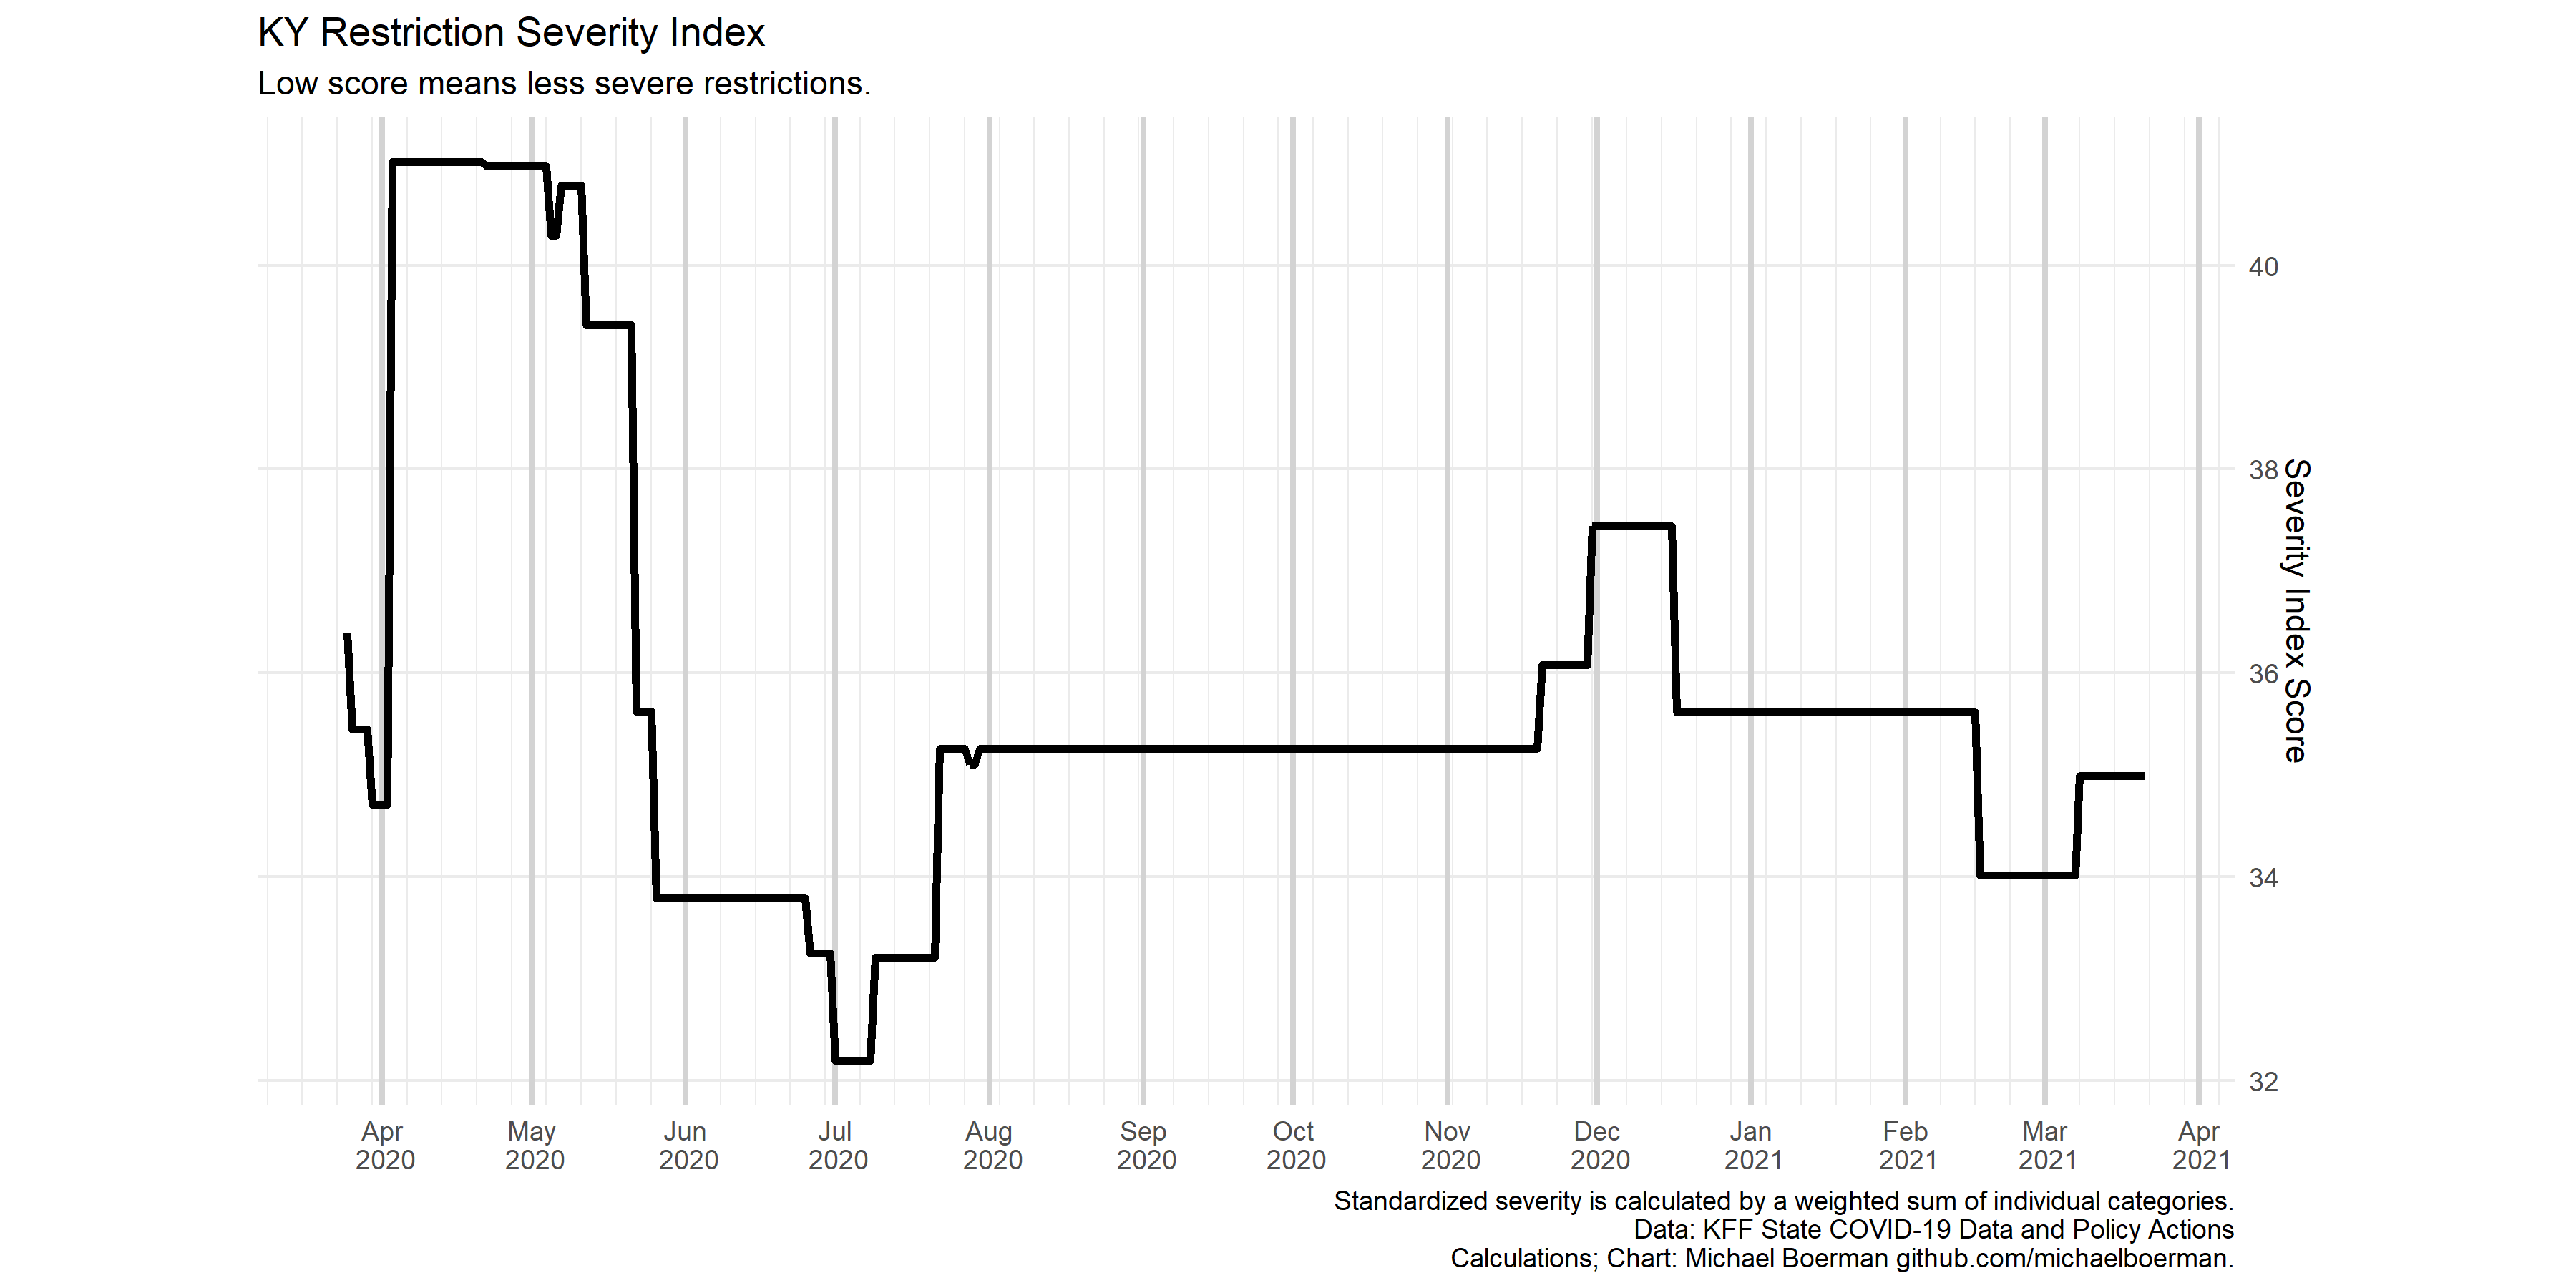 KY Restriction Severity Index
Low score means less severe restrictions.
40
38
36
34
32
Severity Index Score
Apr May Jun Jul Aug Sep Oct Nov Dec Jan Feb Mar Apr
2020 2020 2020 2020 2020 2020 2020 2020 2020 2021 2021 2021 2021
Standardized severity is calculated by a weighted sum of individual categories.
Data: KFF State COVID-19 Data and Policy Actions
Calculations; Chart: Michael Boerman github.com/michaelboerman.